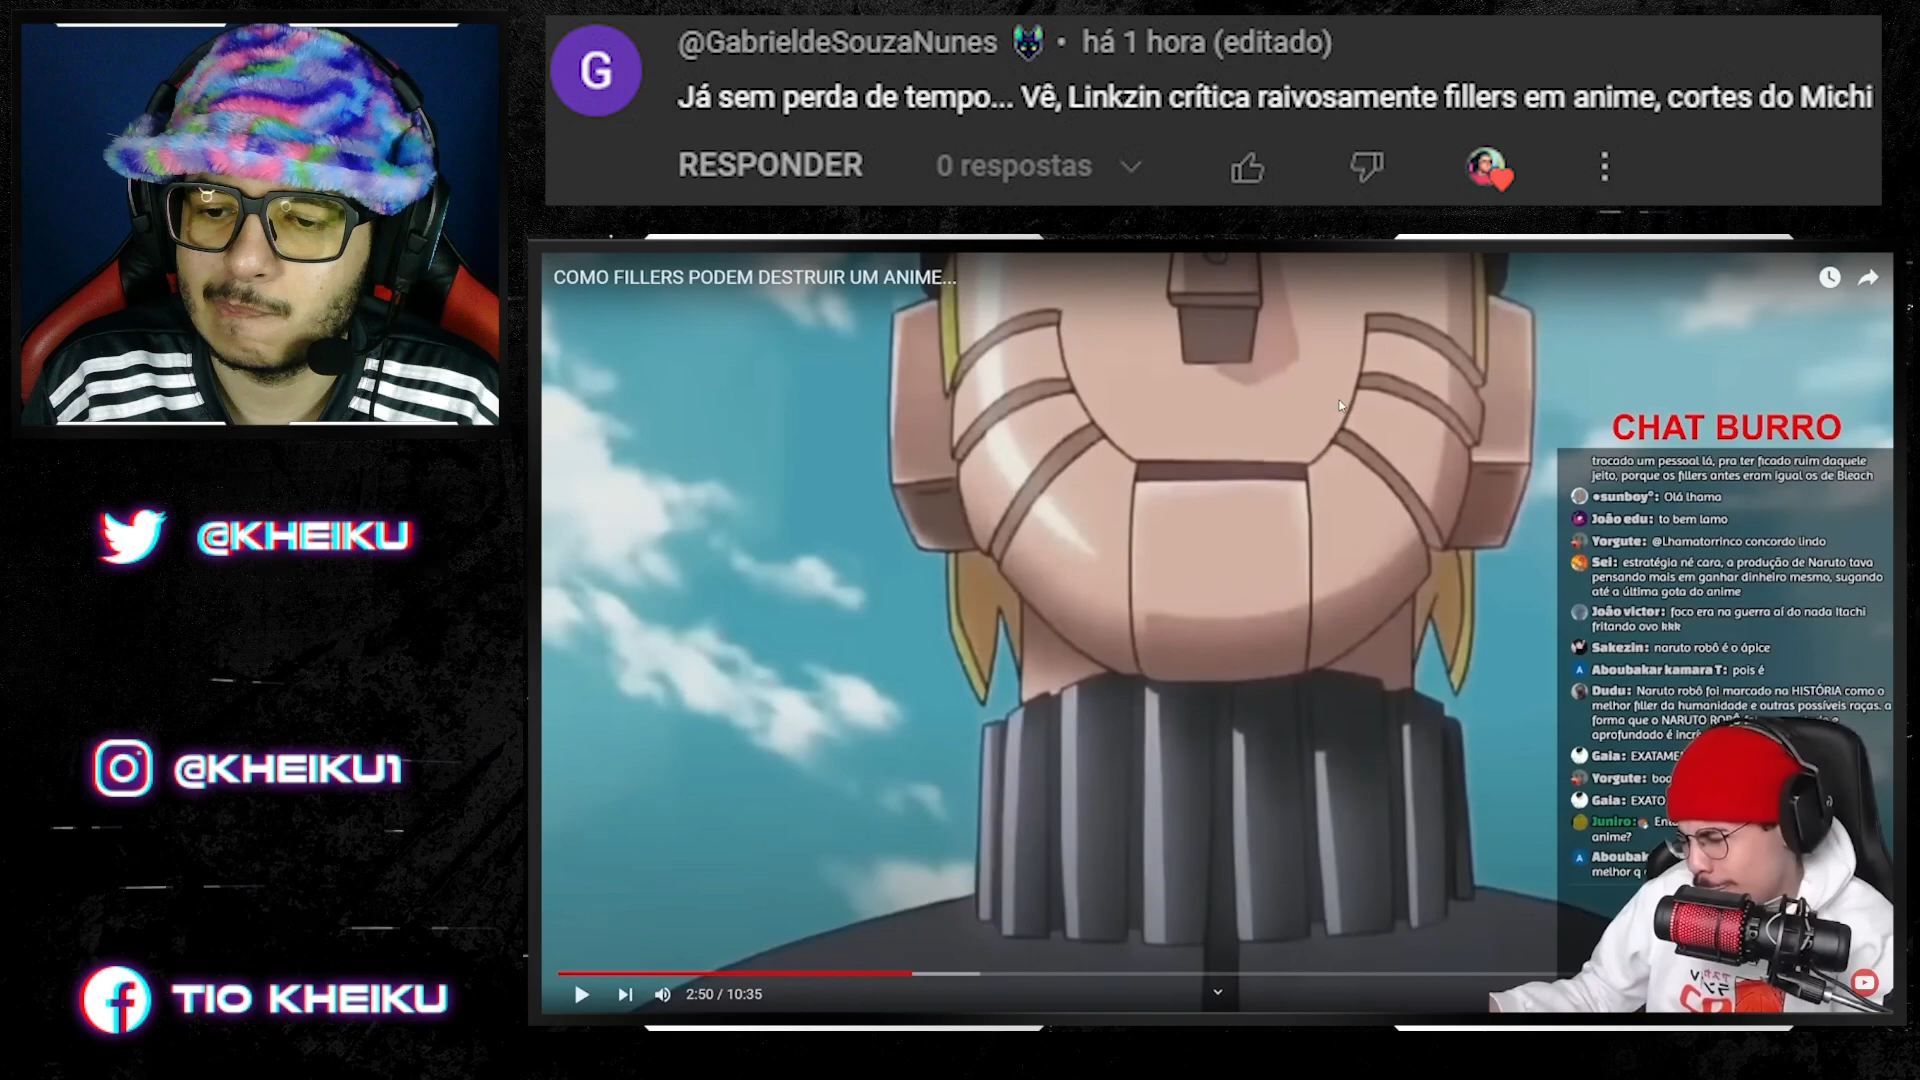 G
@GabrieldeSouzaNunes • há 1 hora (editado)
Já sem perda de tempo... Vê, Linkzin crítica raivosamente fillers em anime, cortes do Michi
RESPONDER 0 respostas
@KHEIKU
@KHEIKU1
TIO KHEIKU
COMO FILLERS PODEM DESTRUIR UM ANIME...
CHAT BURRO
trocado um pessoal lá, pra ter ficado ruim daquele
jeito, porque os fillers antes eram igual os de Bleach
•sunboy°: Olá lhama
João edu: to bem lamo
Yorgute: @Lhamatorrinco concordo lindo
Sei: estratégia né cara, a produção de Naruto tava
pensando mais em ganhar dinheiro mesmo, sugando
até a última gota do anime
João victor: foco era na guerra aí do nada Itachi
fritando ovo kkk
Sakezin: naruto robô é o ápice
A Aboubakar kamara T: pois é
Dudu: Naruto robô foi marcado na HISTÓRIA como o
melhor filler da humanidade e outras possíveis raças. a
forma que o NARUTO
aprofundado é
Gaia:
Yorgute:
Gaia: EXATO
Juniro:
anime?
A
melhor q
2:50 / 10:35